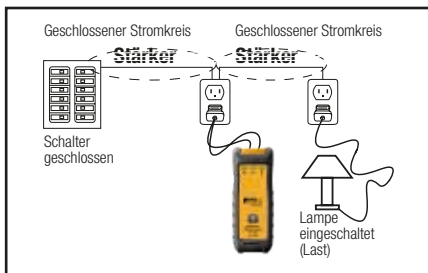 Geschlossener Stromkreis
Geschlossener Stromkreis
Stärker
Stärker
Schalter
geschlossen
Lampe
eingeschaltet
(Last)